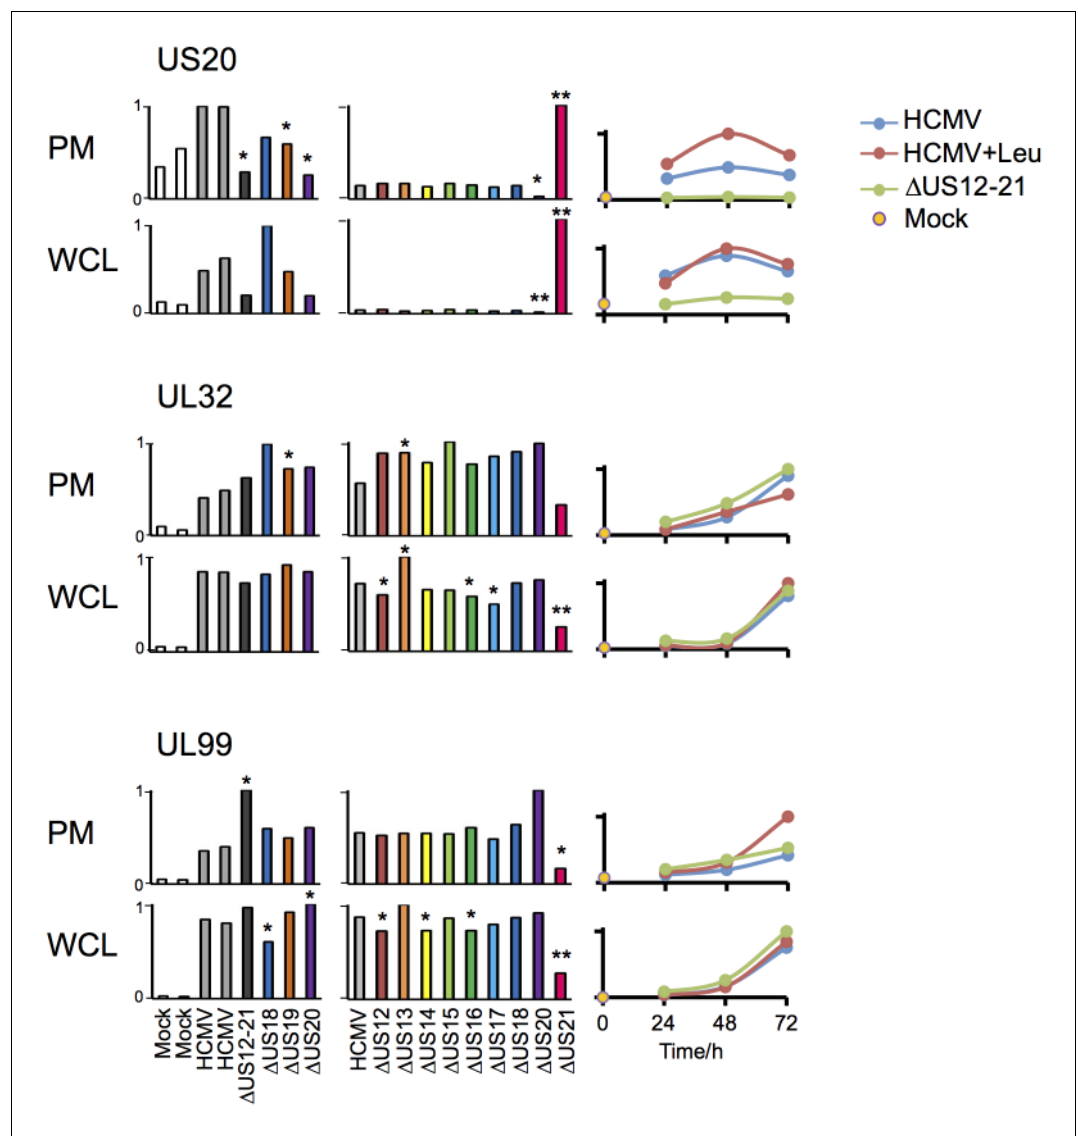 US20
PM
1
0
* * *
* **
HCMV
HCMV+Leu
ΔUS12-21
Mock
WCL
1
0
** **
UL32
PM
1
0
*
*
WCL
1
0
* * * * **
UL99
PM
1
0
*
*
WCL
1
0
* *
* * * **
Mock
Mock
HCMV
HCMV
ΔUS12-21
ΔUS18
ΔUS19
ΔUS20
HCMV
ΔUS12
ΔUS13
ΔUS14
ΔUS15
ΔUS16
ΔUS17
ΔUS18
ΔUS20
ΔUS21
0 24 48 72
Time/h